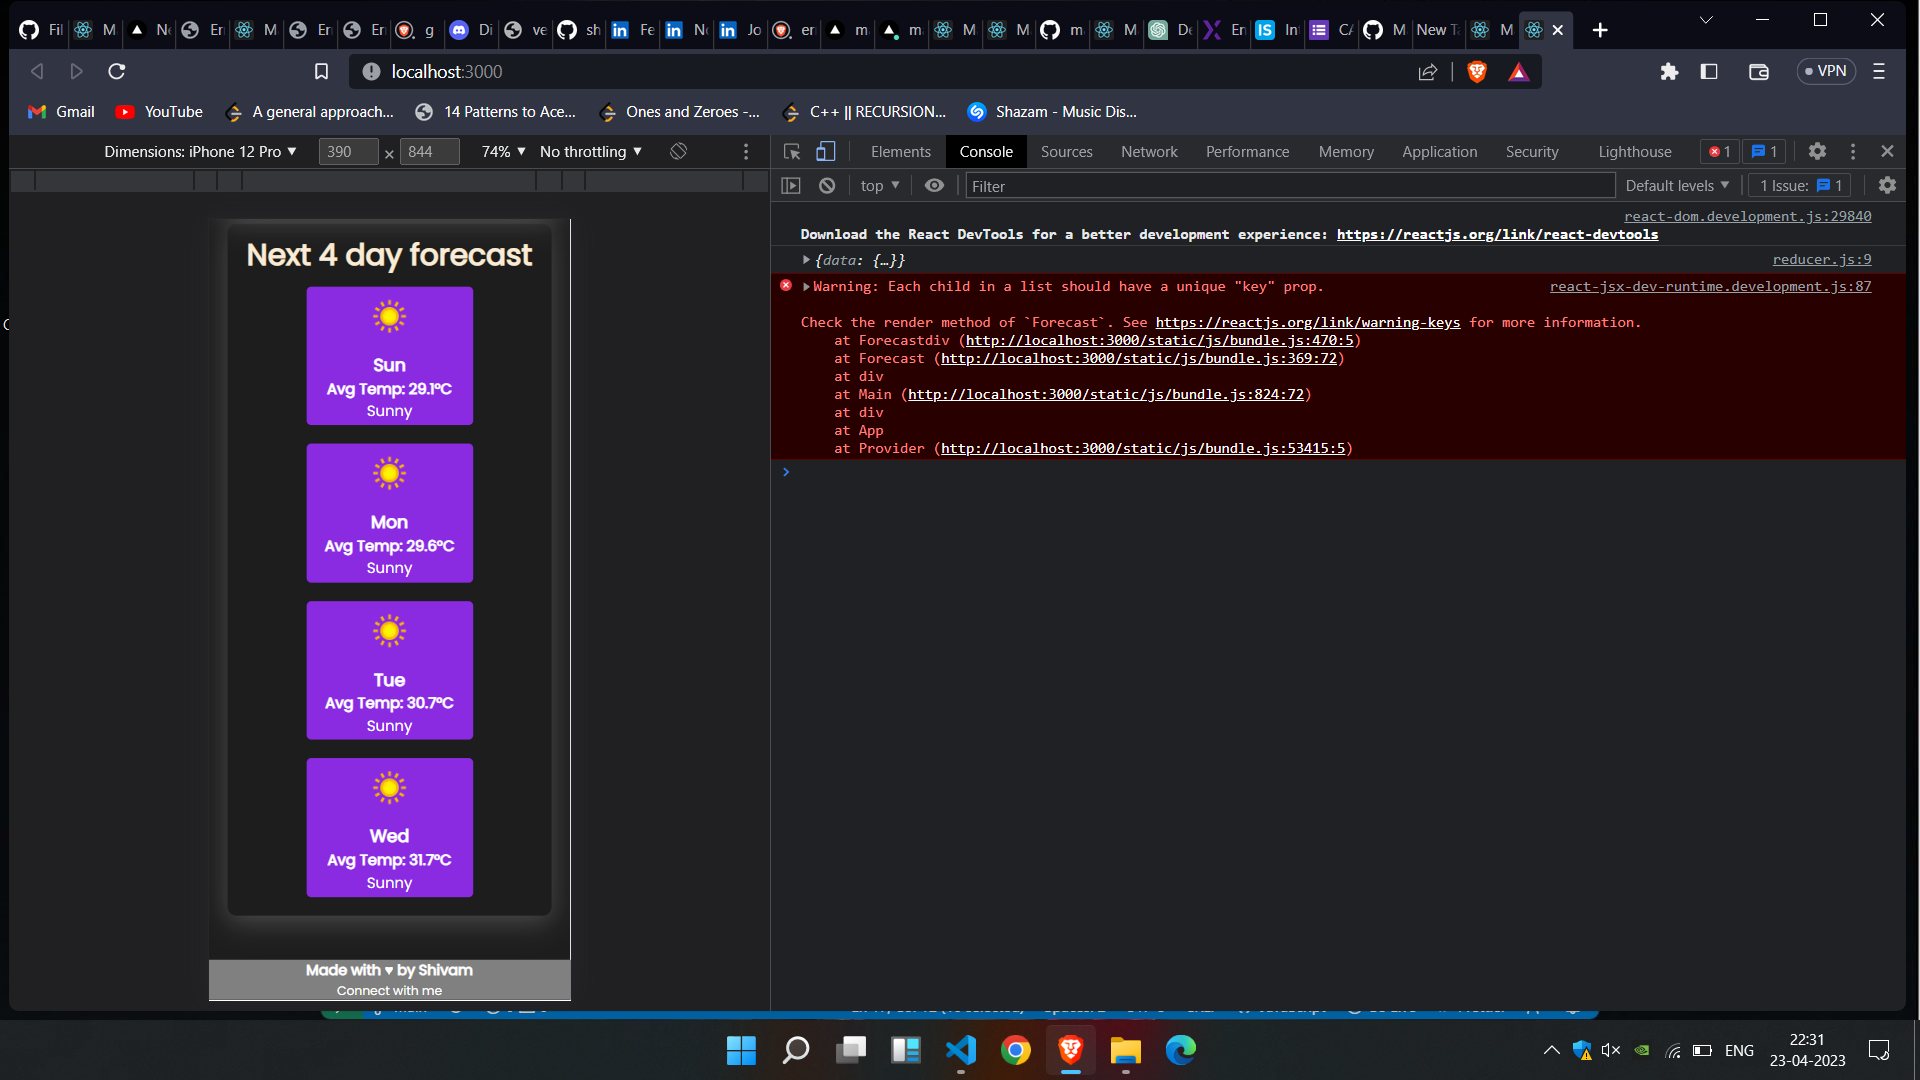 Fil
M
Ne
Err
M
Err
Err
g
Di
ve
sh
Fe
No
Jo
er
m
m
M
M
m
M
De
En
In
CA
M
New Ta
M
localhost:3000
VPN
Gmail
YouTube
A general approach...
14 Patterns to Ace...
Ones and Zeroes -...
C++ || RECURSION...
Shazam - Music Dis...
Dimensions: iPhone 12 Pro ▼
390 × 844
74% ▼
No throttling ▼
Elements
Console
Sources
Network
Performance
Memory
Application
Security
Lighthouse
1
1
top ▼
Filter
Default levels ▼
1 Issue: 1
Next 4 day forecast
Sun
Avg Temp: 29.1°C
Sunny
Mon
Avg Temp: 29.6°C
Sunny
Tue
Avg Temp: 30.7°C
Sunny
Wed
Avg Temp: 31.7°C
Sunny
Made with ♥ by Shivam
Connect with me
react-dom.development.js:29840
Download the React DevTools for a better development experience: https://reactjs.org/link/react-devtools
▶{data: {…}} reducer.js:9
▶Warning: Each child in a list should have a unique "key" prop. react-jsx-dev-runtime.development.js:87
Check the render method of `Forecast`. See https://reactjs.org/link/warning-keys for more information.
at Forecastdiv (http://localhost:3000/static/js/bundle.js:470:5)
at Forecast (http://localhost:3000/static/js/bundle.js:369:72)
at div
at Main (http://localhost:3000/static/js/bundle.js:824:72)
at div
at App
at Provider (http://localhost:3000/static/js/bundle.js:53415:5)
ENG
22:31
23-04-2023